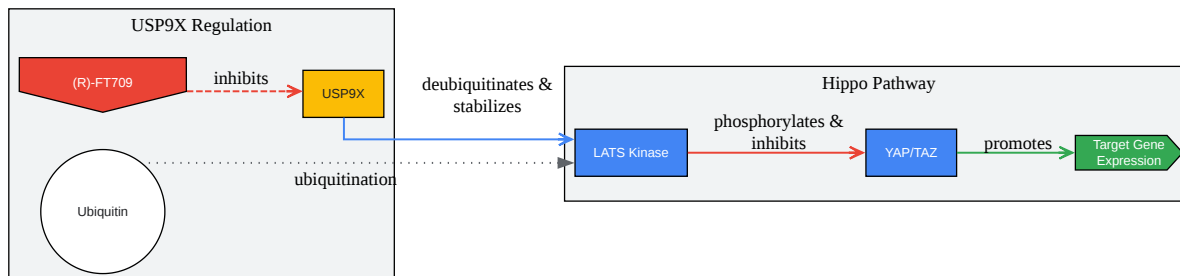 USP9X Regulation
(R)-FT709
inhibits
USP9X
Ubiquitin
deubiquitinates &
stabilizes
ubiquitination
Hippo Pathway
LATS Kinase
phosphorylates &
inhibits
YAP/TAZ
promotes
Target Gene
Expression